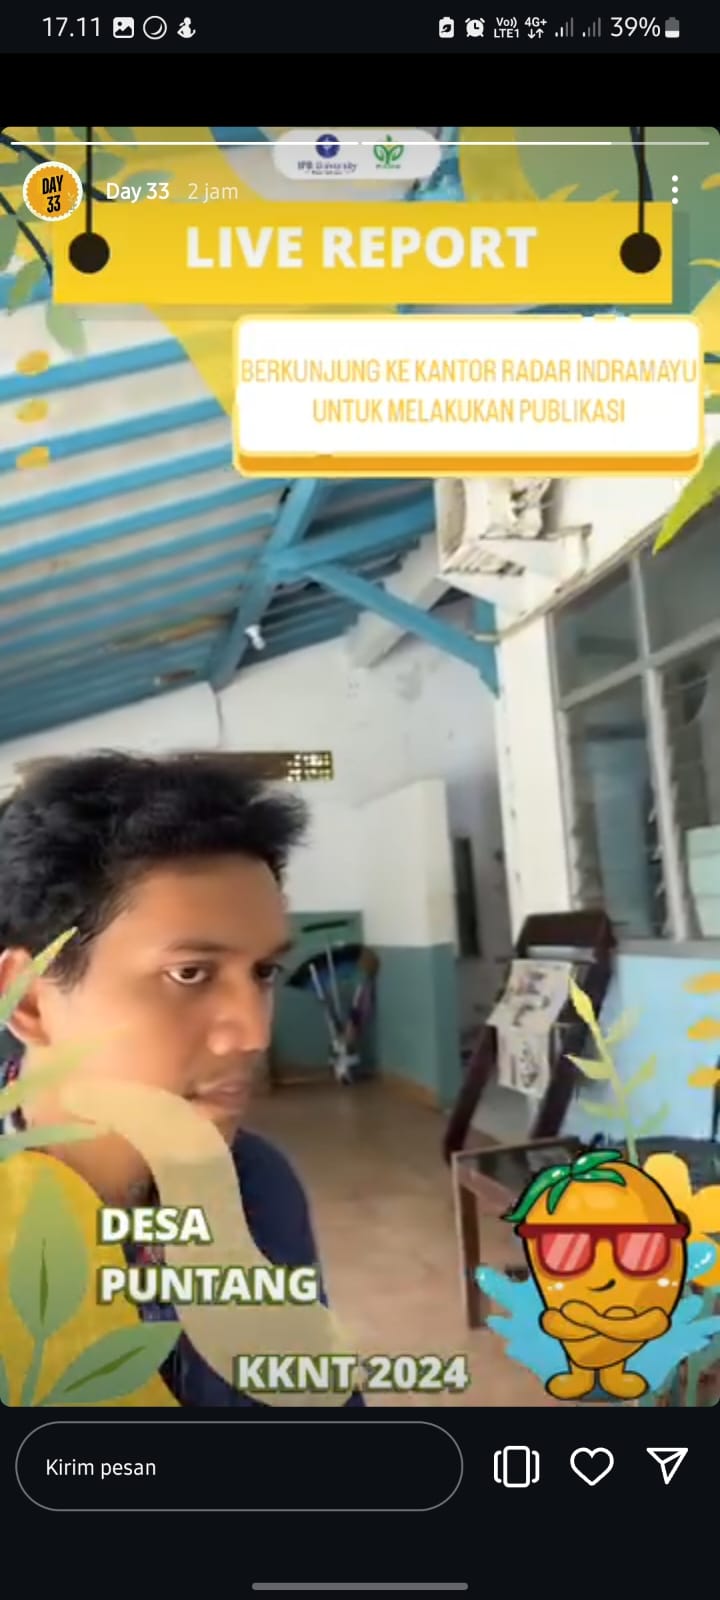 17.11
Vo)) 4G+ 39%
LTE1
IPB University
DAY
33
Day 33 2 jam
LIVE REPORT
BERKUNJUNG KE KANTOR RADAR INDRAMAYU
UNTUK MELAKUKAN PUBLIKASI
DESA
PUNTANG
KKNT 2024
Kirim pesan